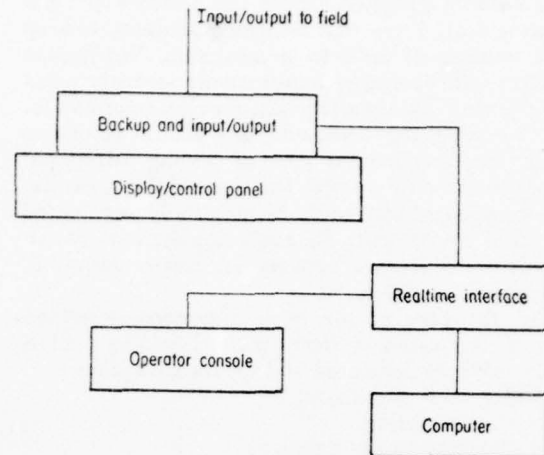 Input/output to field
Backup and input/output
Display/control panel
Realtime interface
Operator console
Computer